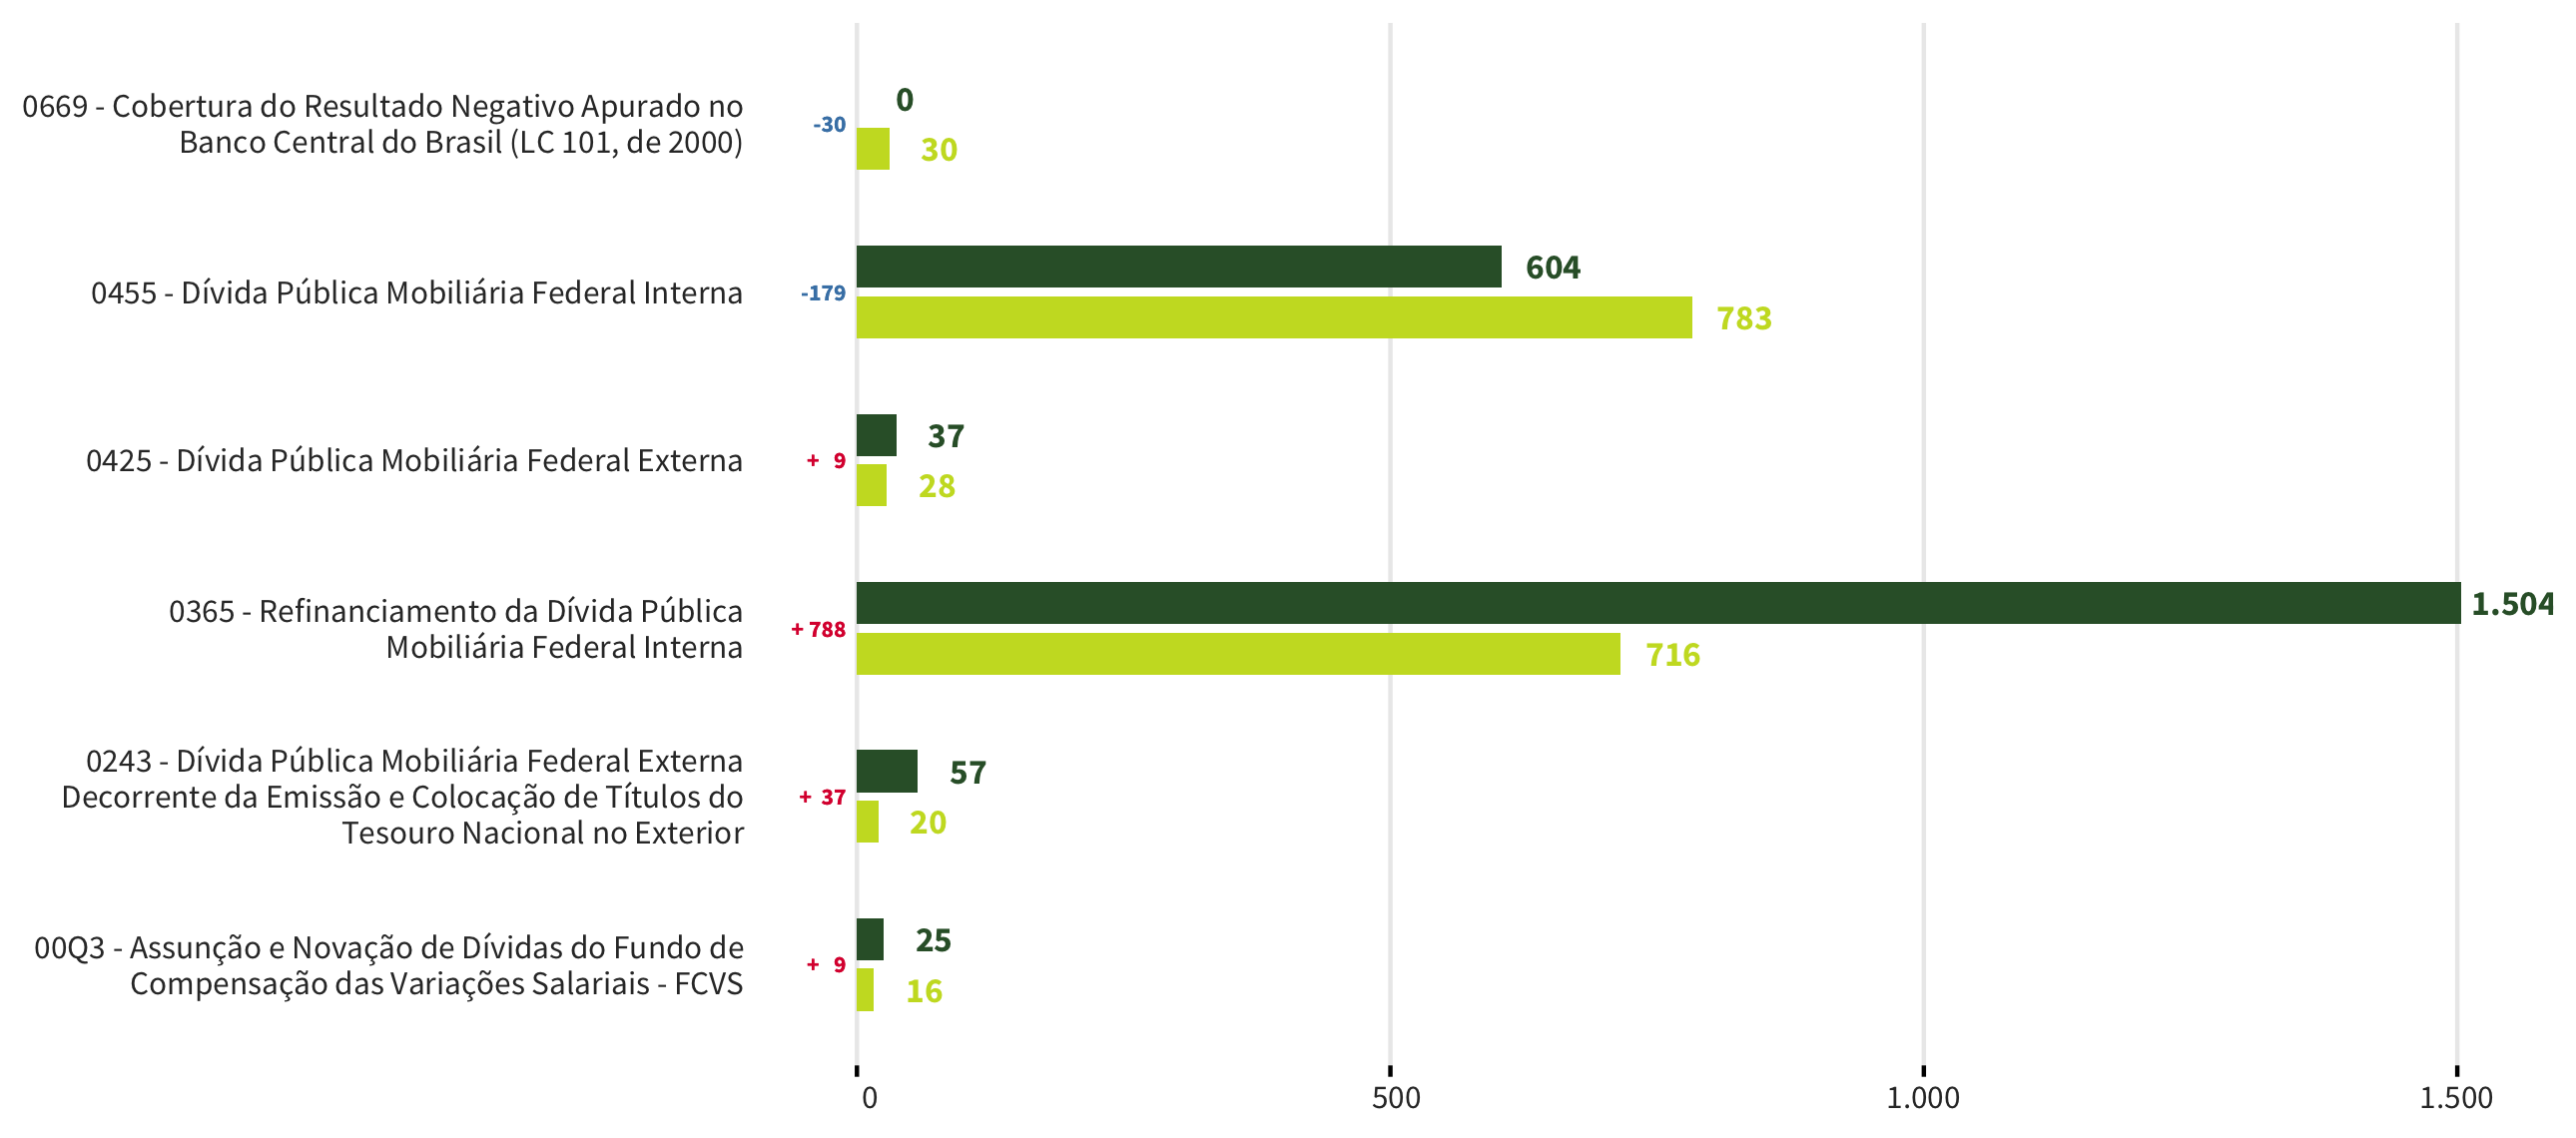 0669 - Cobertura do Resultado Negativo Apurado no
Banco Central do Brasil (LC 101, de 2000)
-30
0
30
0455 - Dívida Pública Mobiliária Federal Interna
-179
604
783
0425 - Dívida Pública Mobiliária Federal Externa
+ 9
37
28
0365 - Refinanciamento da Dívida Pública
Mobiliária Federal Interna
+ 788
1.504
716
0243 - Dívida Pública Mobiliária Federal Externa
Decorrente da Emissão e Colocação de Títulos do
Tesouro Nacional no Exterior
+ 37
57
20
00Q3 - Assunção e Novação de Dívidas do Fundo de
Compensação das Variações Salariais - FCVS
+ 9
25
16
0 500 1.000 1.500